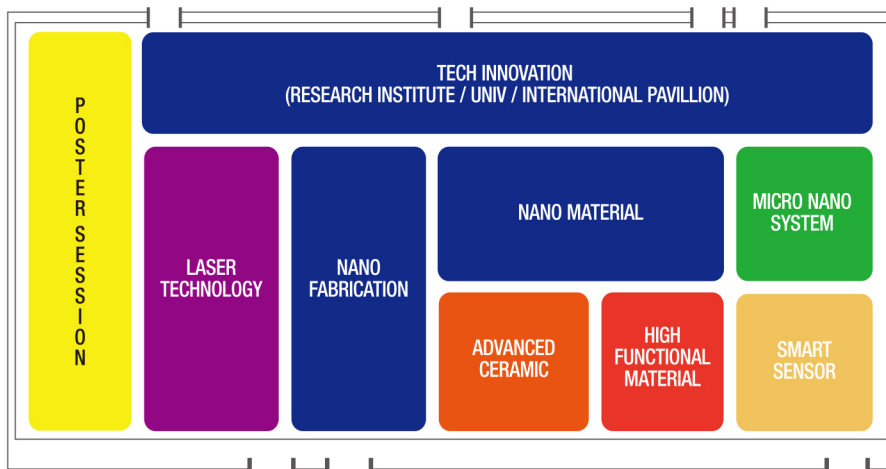 POSTER SESSION
TECH INNOVATION
(RESEARCH INSTITUTE / UNIV / INTERNATIONAL PAVILLION)
LASER
TECHNOLOGY
NANO
FABRICATION
NANO MATERIAL
MICRO NANO
SYSTEM
ADVANCED
CERAMIC
HIGH
FUNCTIONAL
MATERIAL
SMART
SENSOR